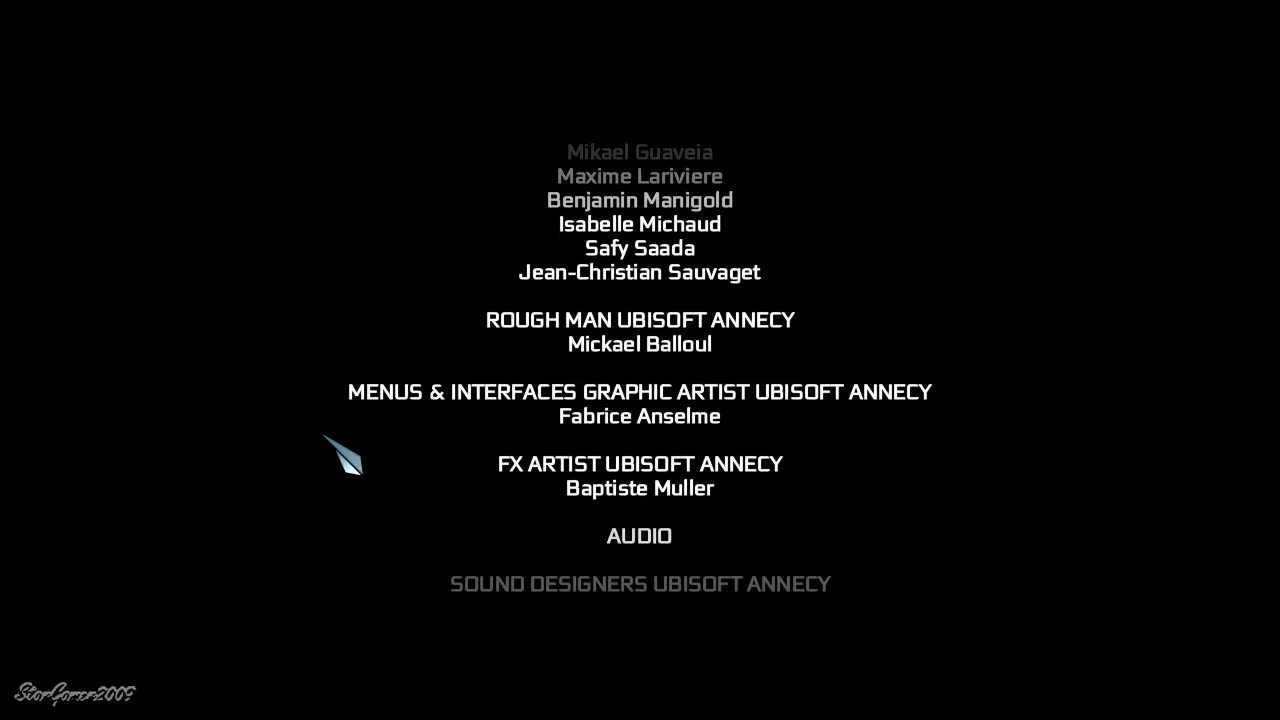 Mikael Guaveia
Maxime Lariviere
Benjamin Manigold
Isabelle Michaud
Safy Saada
Jean-Christian Sauvaget
ROUGH MAN UBISOFT ANNECY
Mickael Balloul
MENUS & INTERFACES GRAPHIC ARTIST UBISOFT ANNECY
Fabrice Anselme
FX ARTIST UBISOFT ANNECY
Baptiste Muller
AUDIO
SOUND DESIGNERS UBISOFT ANNECY
StarGamer2009